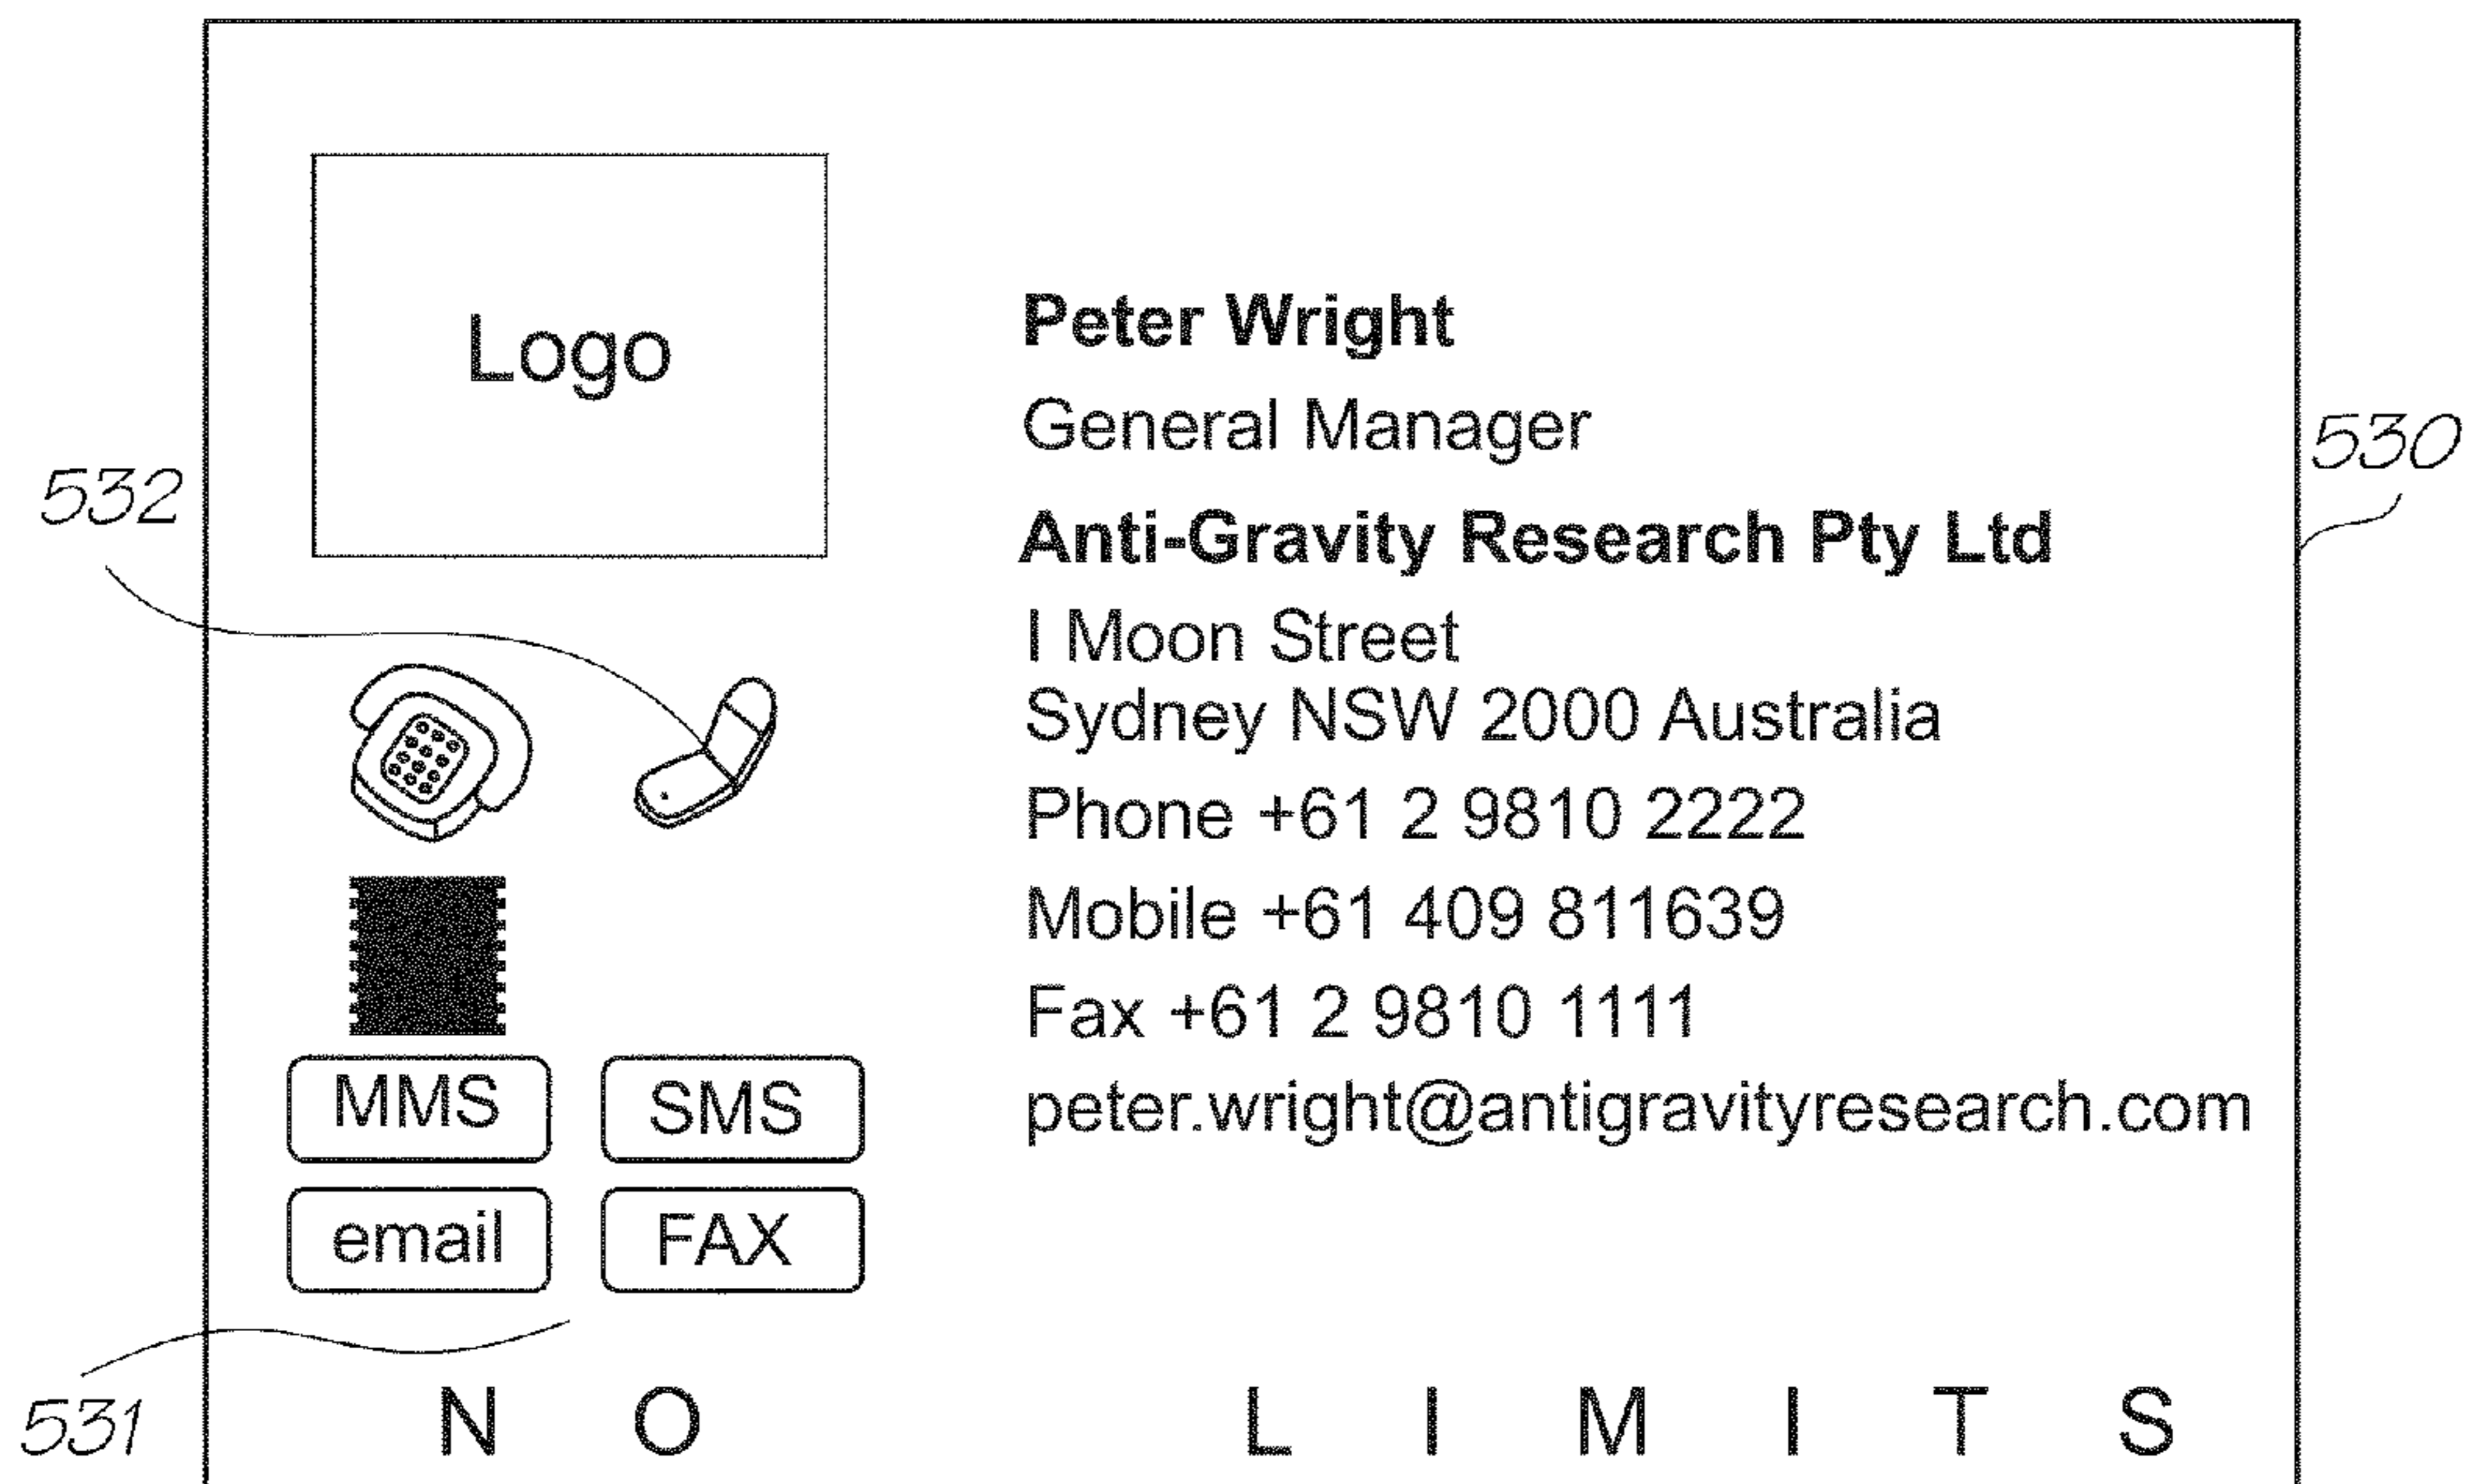 Logo
Peter Wright
General Manager
Anti-Gravity Research Pty Ltd
I Moon Street
Sydney NSW 2000 Australia
Phone +61 2 9810 2222
Mobile +61 409 811639
Fax +61 2 9810 1111
peter.wright@antigravityresearch.com
532
530
MMS SMS
email FAX
531
NO LIMITS